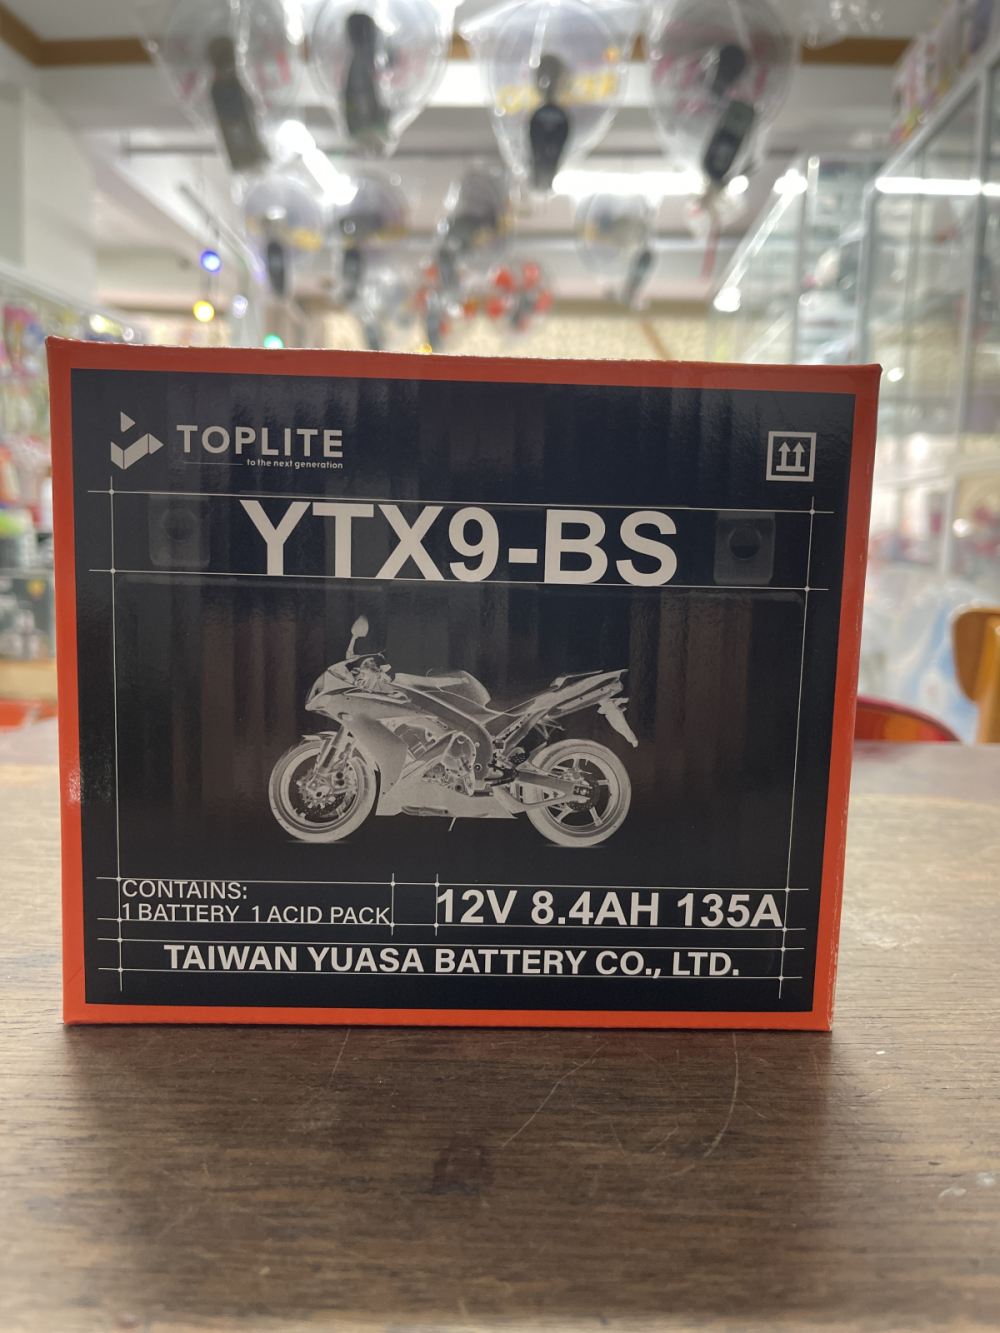 TOPLITE
to the next generation
YTX9-BS
CONTAINS:
1 BATTERY 1 ACID PACK
12V 8.4AH 135A
TAIWAN YUASA BATTERY CO., LTD.